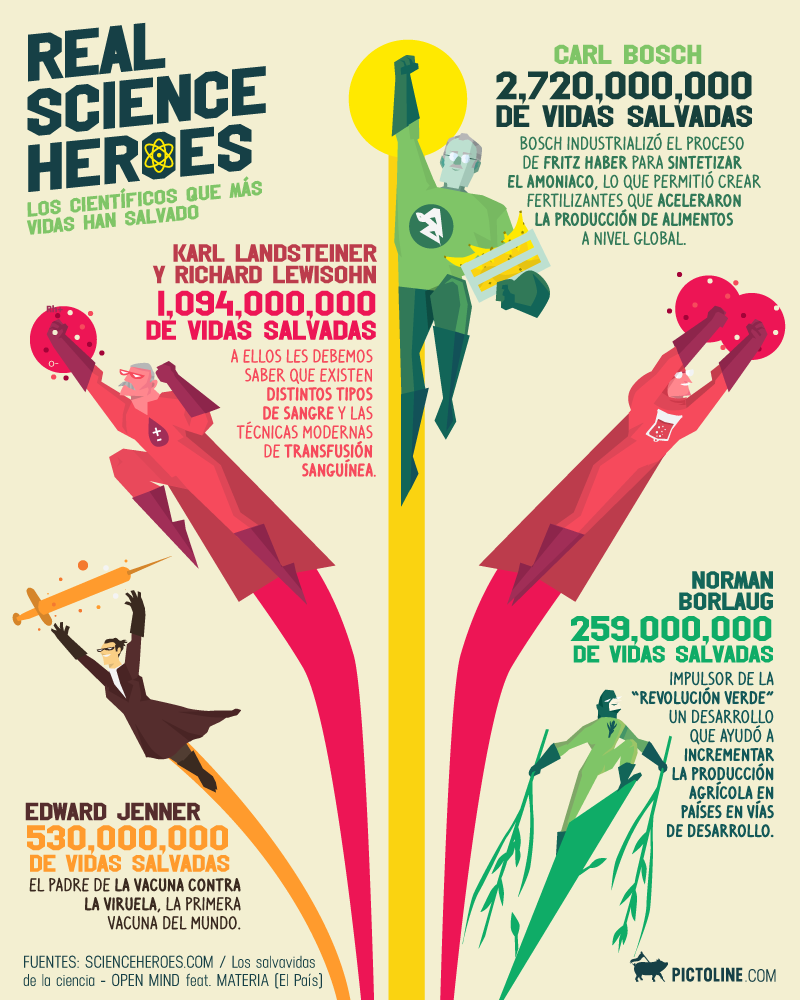 REAL
SCIENCE
HEROES
LOS CIENTÍFICOS QUE MÁS
VIDAS HAN SALVADO
CARL BOSCH
2,720,000,000
DE VIDAS SALVADAS
BOSCH INDUSTRIALIZÓ EL PROCESO
DE FRITZ HABER PARA SINTETIZAR
EL AMONIACO, LO QUE PERMITIÓ CREAR
FERTILIZANTES QUE ACELERARON
LA PRODUCCIÓN DE ALIMENTOS
A NIVEL GLOBAL.
KARL LANDSTEINER
Y RICHARD LEWISOHN
1,094,000,000
DE VIDAS SALVADAS
A ELLOS LES DEBEMOS
SABER QUE EXISTEN
DISTINTOS TIPOS
DE SANGRE Y LAS
TÉCNICAS MODERNAS
DE TRANSFUSIÓN
SANGUÍNEA.
O-
NORMAN
BORLAUG
259,000,000
DE VIDAS SALVADAS
IMPULSOR DE LA
“REVOLUCIÓN VERDE”
UN DESARROLLO
QUE AYUDÓ A
INCREMENTAR
LA PRODUCCIÓN
AGRÍCOLA EN
PAÍSES EN VÍAS
DE DESARROLLO.
EDWARD JENNER
530,000,000
DE VIDAS SALVADAS
EL PADRE DE LA VACUNA CONTRA
LA VIRUELA, LA PRIMERA
VACUNA DEL MUNDO.
FUENTES: SCIENCEHEROES.COM / Los salvavidas
de la ciencia - OPEN MIND feat. MATERIA (El País)
PICTOLINE.COM